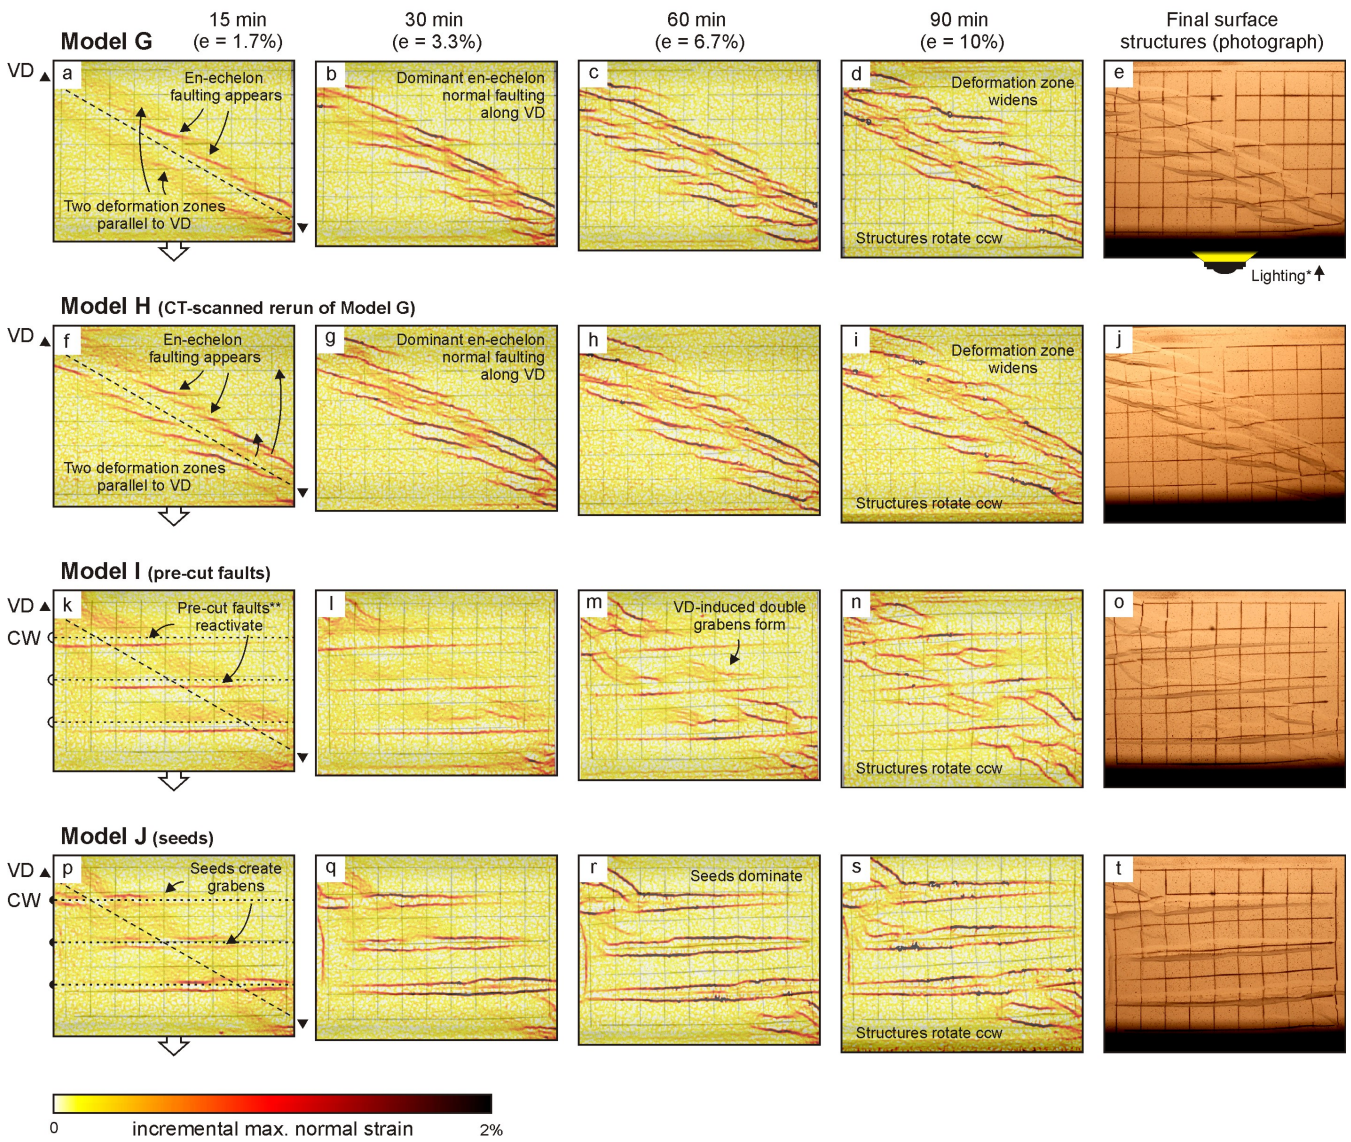 15 min
(e = 1.7%)
30 min
(e = 3.3%)
60 min
(e = 6.7%)
90 min
(e = 10%)
Final surface
structures (photograph)
Model G
VD
a
En-echelon
faulting appears
Two deformation zones
parallel to VD
b
Dominant en-echelon
normal faulting
along VD
c
d
Deformation zone
widens
Structures rotate ccw
e
Lighting*
Model H (CT-scanned rerun of Model G)
VD
f
En-echelon
faulting appears
Two deformation zones
parallel to VD
g
Dominant en-echelon
normal faulting
along VD
h
i
Deformation zone
widens
Structures rotate ccw
j
Model I (pre-cut faults)
VD
CW
k
Pre-cut faults**
reactivate
l
m
VD-induced double
grabens form
n
Structures rotate ccw
o
Model J (seeds)
VD
CW
p
Seeds create
grabens
q
r
Seeds dominate
s
Structures rotate ccw
t
0
incremental max. normal strain
2%